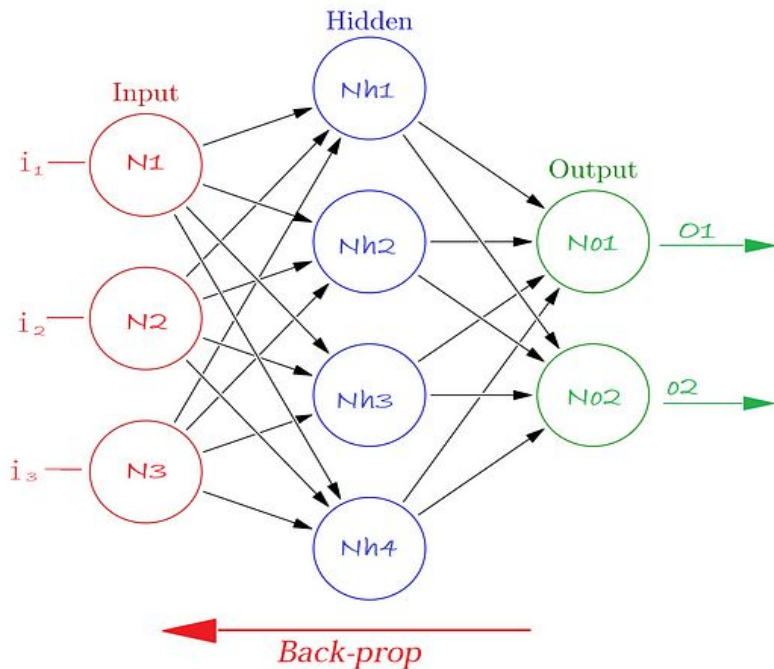 Hidden
Input
Output
i₁
N1
i₂
N2
i₃
N3
Nh1
Nh2
Nh3
Nh4
No1
No2
O1
o2
Back-prop